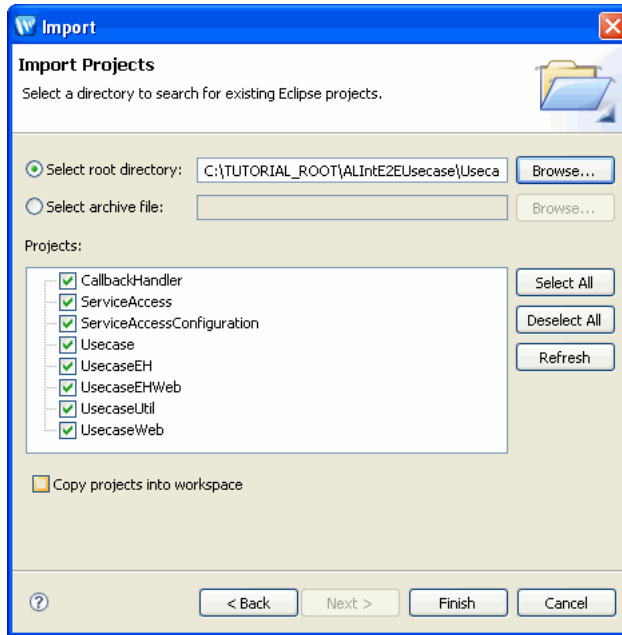 Import
Import Projects
Select a directory to search for existing Eclipse projects.
Select root directory: C:\TUTORIAL_ROOT\ALIntE2EUsecase\Useca Browse...
Select archive file: Browse...
Projects:
CallbackHandler
ServiceAccess
ServiceAccessConfiguration
Usecase
UsecaseEH
UsecaseEHWeb
UsecaseUtil
UsecaseWeb
Select All
Deselect All
Refresh
Copy projects into workspace
? < Back Next > Finish Cancel